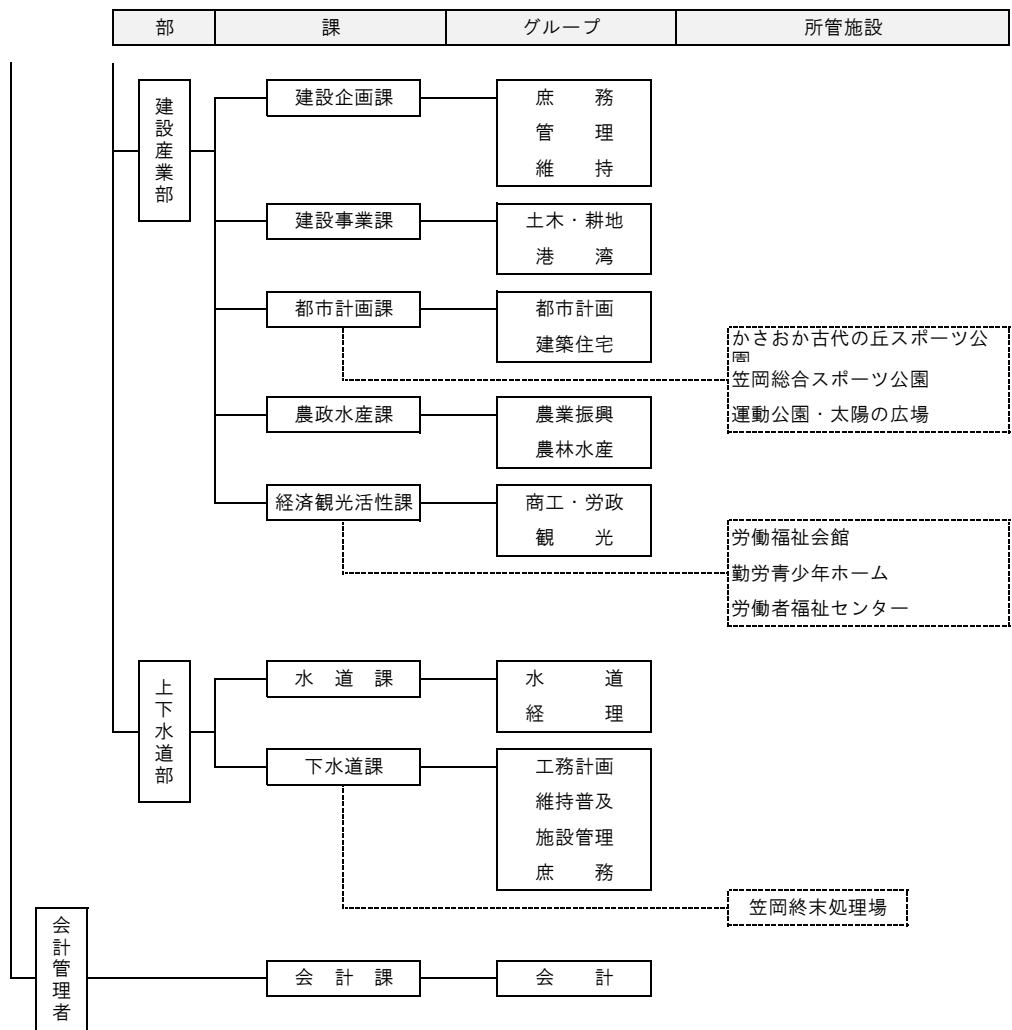 部 課 グループ 所管施設
建設産業部
建設企画課
庶 務
管 理
維 持
建設事業課
土木・耕地
港 湾
都市計画課
都市計画
建築住宅
かさおか古代の丘スポーツ公
園
笠岡総合スポーツ公園
運動公園・太陽の広場
農政水産課
農業振興
農林水産
経済観光活性課
商工・労政
観 光
労働福祉会館
勤労青少年ホーム
労働者福祉センター
上下水道部
水 道 課
水 道
経 理
下水道課
工務計画
維持普及
施設管理
庶 務
笠岡終末処理場
会計管理者
会 計 課
会 計